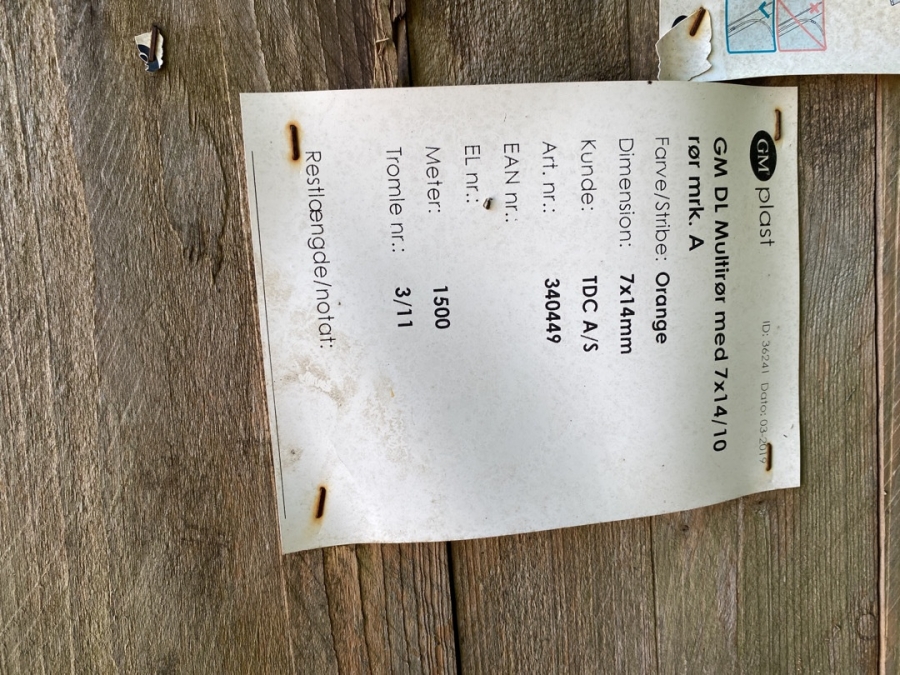 GM plast ID: 36241 Dato: 03-2019
GM DL Multirør med 7x14/10
rør mrk. A
Farve/Stribe: Orange
Dimension: 7x14mm
Kunde: TDC A/S
Art. nr.: 340449
EAN nr.:
EL nr.:
Meter: 1500
Tromle nr.: 3/11
Restlængde/notat: